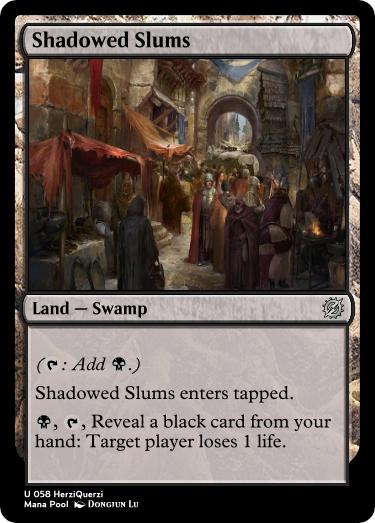 Shadowed Slums
Land — Swamp
(: Add .)
Shadowed Slums enters tapped.
, , Reveal a black card from your
hand: Target player loses 1 life.
U 058 HerziQuerzi
Mana Pool Dongjun Lu